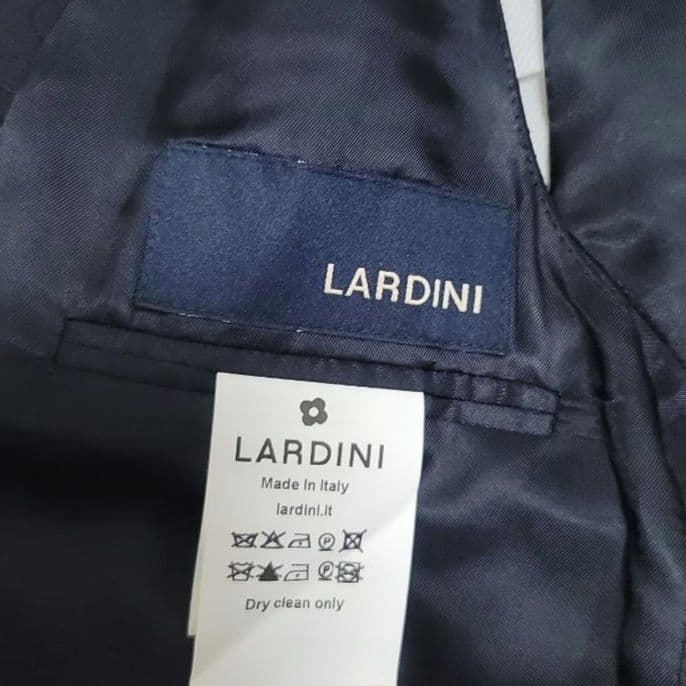 LARDINI
LARDINI
Made In Italy
lardini.it
Dry clean only